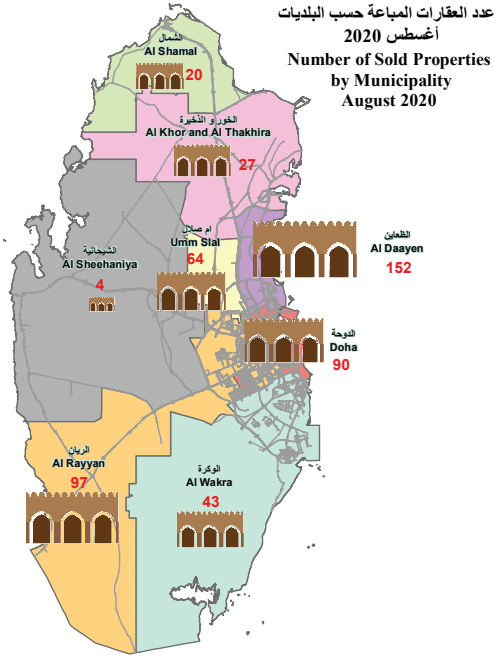 عدد العقارات المباعة حسب البلديات
أغسطس 2020
Number of Sold Properties
by Municipality
August 2020
الشمال
Al Shamal
20
الخور و الذخيرة
Al Khor and Al Thakhira
27
الظعاين
Al Daayen
152
ام صلال
Umm Slal
64
الشيحانية
Al Sheehaniya
4
الدوحة
Doha
90
الريان
Al Rayyan
97
الوكرة
Al Wakra
43